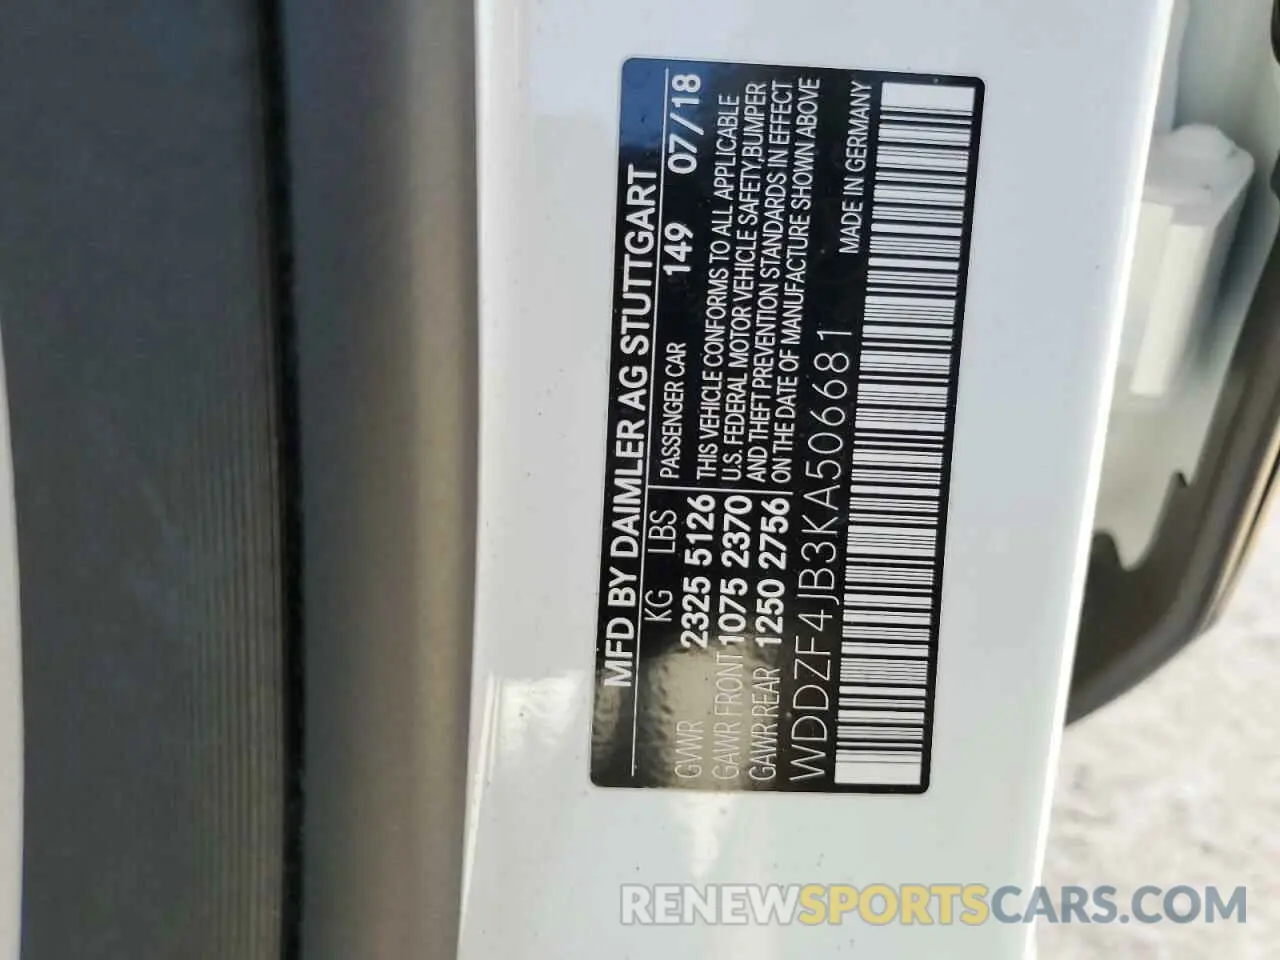 MFD BY DAIMLER AG STUTTGART
KG LBS PASSENGER CAR 149 07/18
GVWR 2325 5126 THIS VEHICLE CONFORMS TO ALL APPLICABLE
GAWR FRONT 1075 2370 U.S. FEDERAL MOTOR VEHICLE SAFETY,BUMPER
AND THEFT PREVENTION STANDARDS IN EFFECT
GAWR REAR 1250 2756 ON THE DATE OF MANUFACTURE SHOWN ABOVE
WDDZF4JB3KA506681 MADE IN GERMANY
RENEWSPORTSCARS.COM